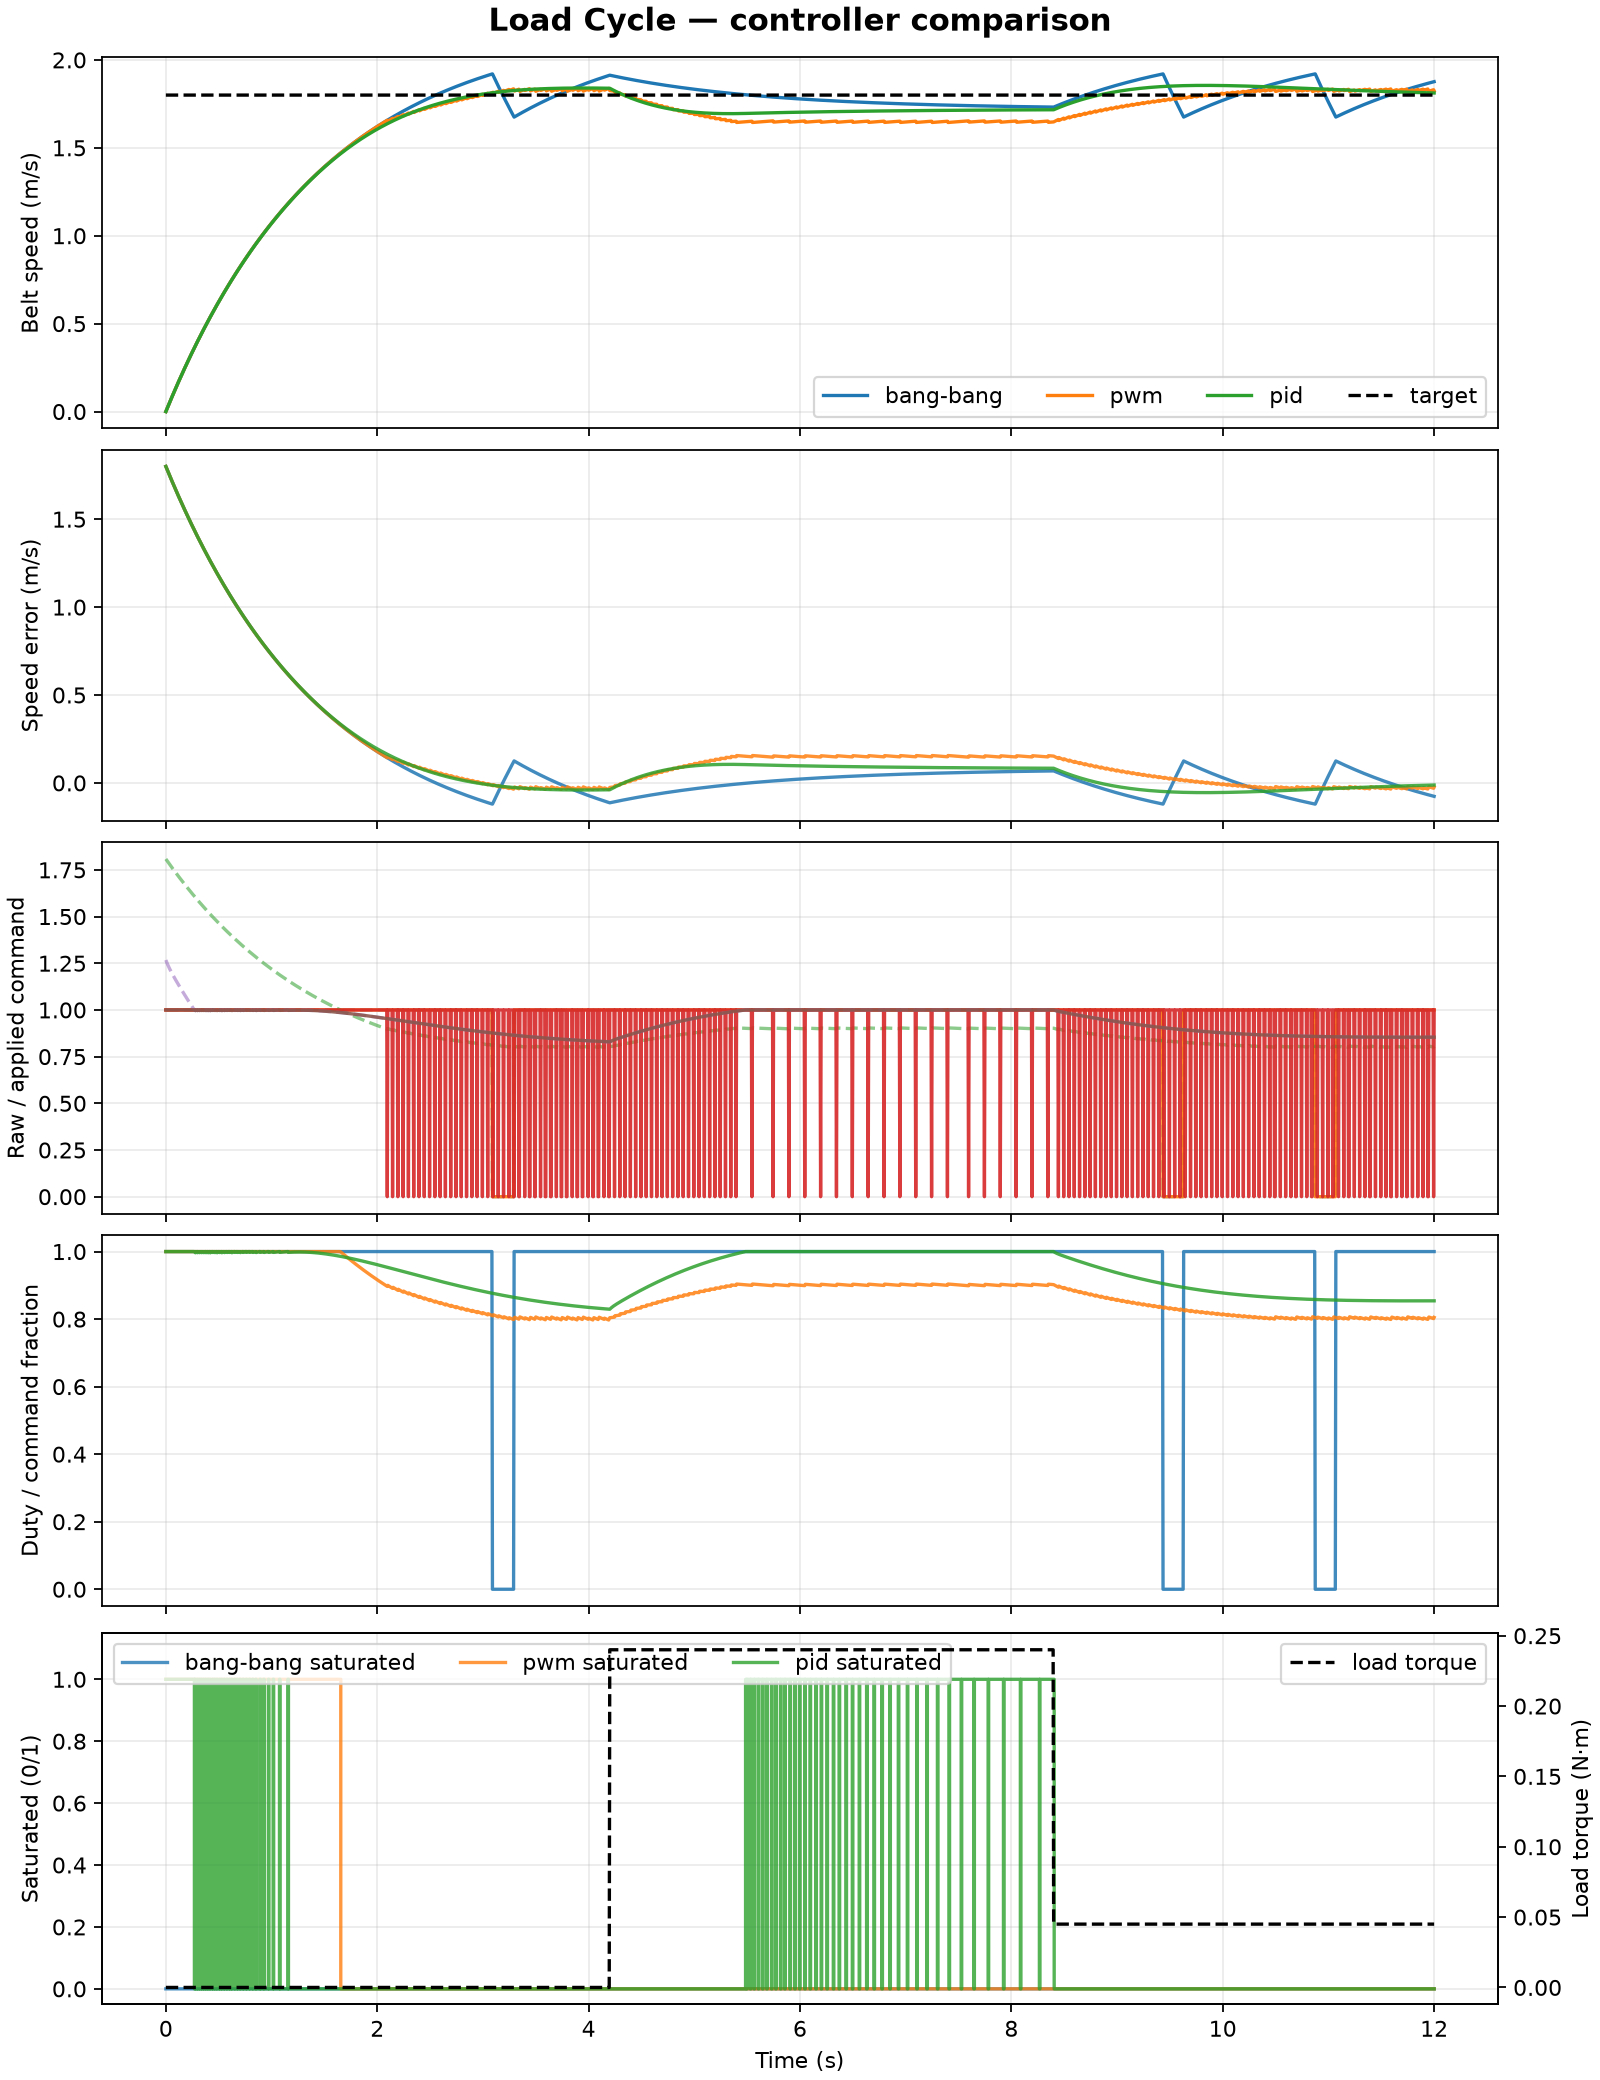 Load Cycle — controller comparison
2.0
1.5
1.0
0.5
0.0
Belt speed (m/s)
bang-bang pwm pid target
1.5
1.0
0.5
0.0
Speed error (m/s)
1.75
1.50
1.25
1.00
0.75
0.50
0.25
0.00
Raw / applied command
1.0
0.8
0.6
0.4
0.2
0.0
Duty / command fraction
bang-bang saturated pwm saturated pid saturated
load torque
1.0
0.8
0.6
0.4
0.2
0.0
Saturated (0/1)
0.25
0.20
0.15
0.10
0.05
0.00
Load torque (N·m)
0 2 4 6 8 10 12
Time (s)